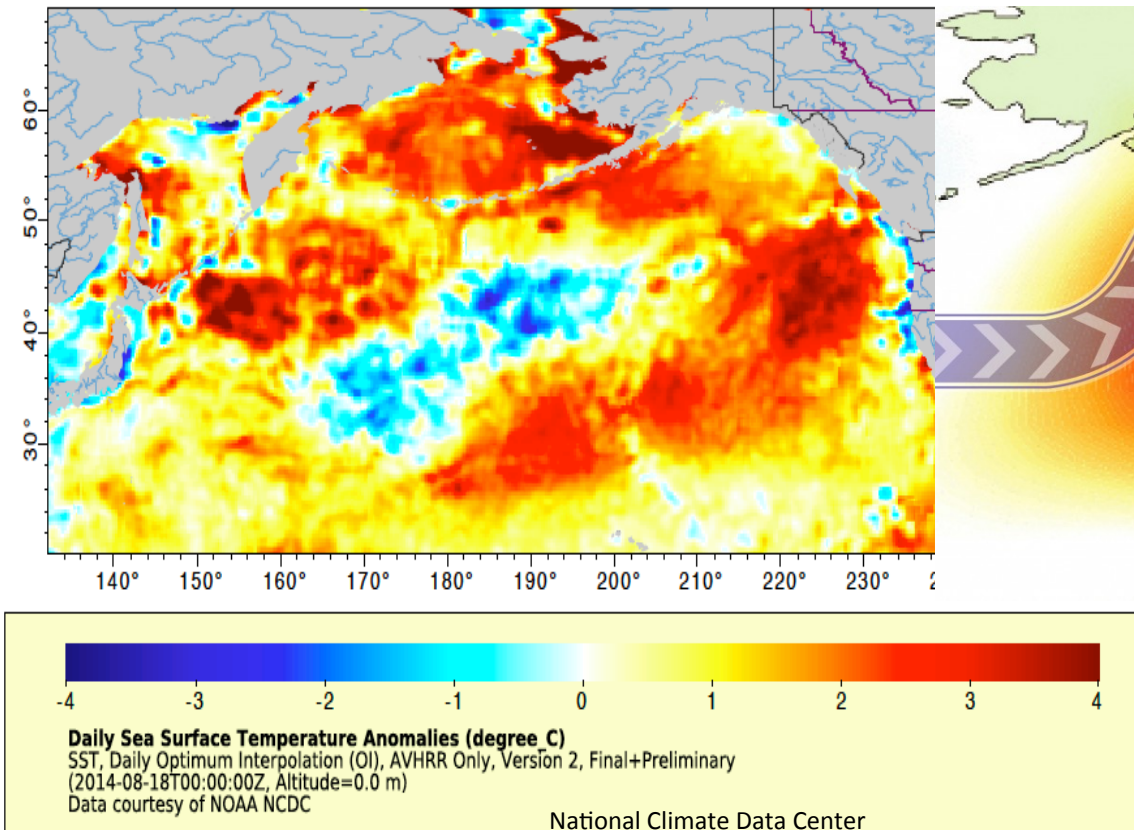 60°
50°
40°
30°
140° 150° 160° 170° 180° 190° 200° 210° 220° 230° 2
-4 -3 -2 -1 0 1 2 3 4
Daily Sea Surface Temperature Anomalies (degree_C)
SST, Daily Optimum Interpolation (OI), AVHRR Only, Version 2, Final+Preliminary
(2014-08-18T00:00:00Z, Altitude=0.0 m)
Data courtesy of NOAA NCDC
National Climate Data Center